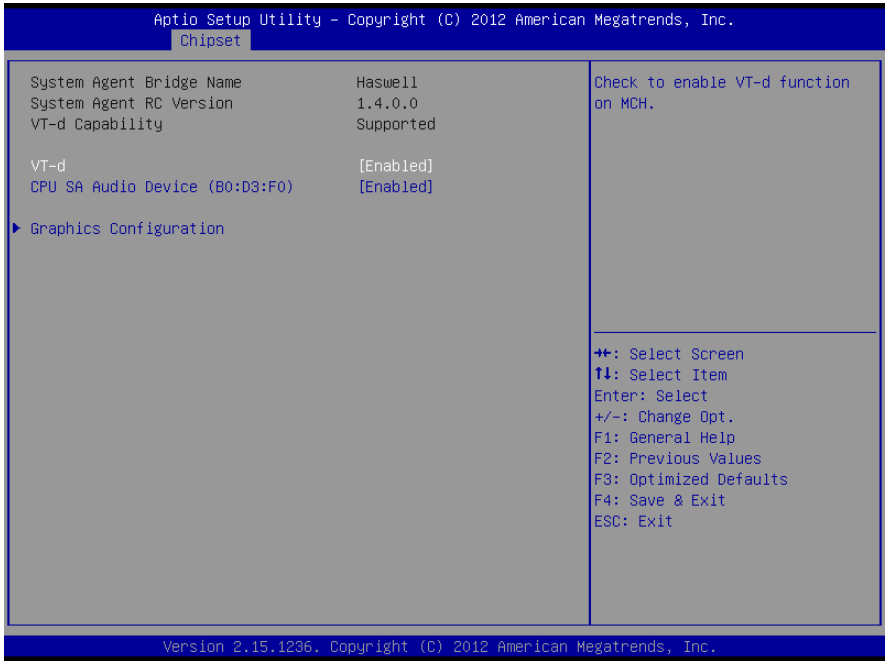 Aptio Setup Utility – Copyright (C) 2012 American Megatrends, Inc.
Chipset
System Agent Bridge Name Haswell
System Agent RC Version 1.4.0.0
VT-d Capability Supported
VT-d [Enabled]
CPU SA Audio Device (B0:D3:F0) [Enabled]
Graphics Configuration
Check to enable VT-d function
on MCH.
→←: Select Screen
↑↓: Select Item
Enter: Select
+/-: Change Opt.
F1: General Help
F2: Previous Values
F3: Optimized Defaults
F4: Save & Exit
ESC: Exit
Version 2.15.1236. Copyright (C) 2012 American Megatrends, Inc.